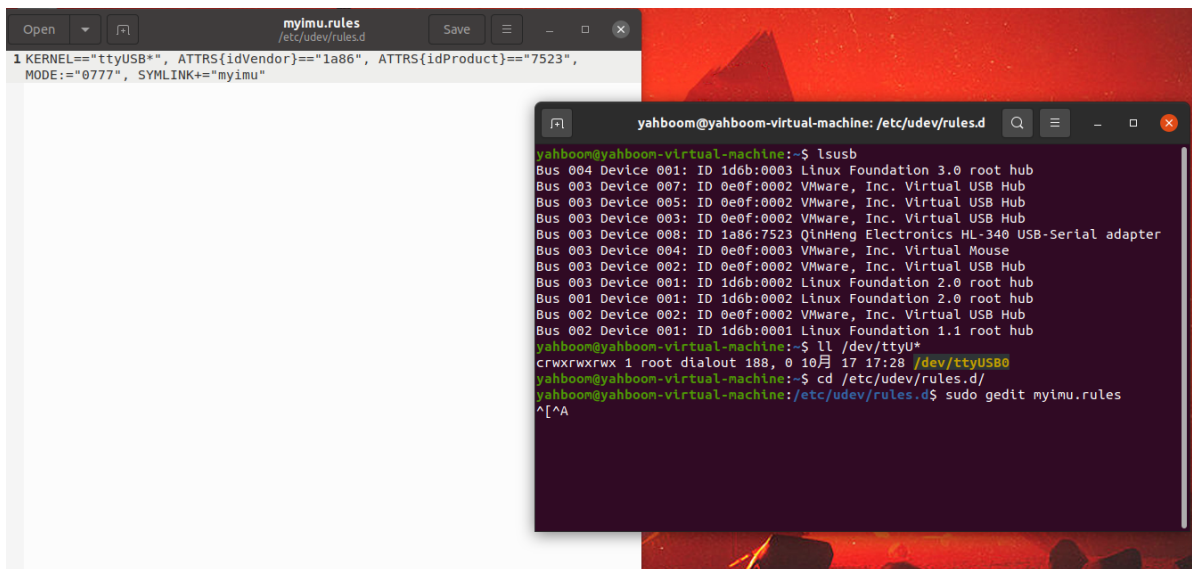 Open
myimu.rules
/etc/udev/rules.d
Save
1 KERNEL=="ttyUSB*", ATTRS{idVendor}=="1a86", ATTRS{idProduct}=="7523",
MODE:="0777", SYMLINK+="myimu"
yahboom@yahboom-virtual-machine: /etc/udev/rules.d
yahboom@yahboom-virtual-machine:~$ lsusb
Bus 004 Device 001: ID 1d6b:0003 Linux Foundation 3.0 root hub
Bus 003 Device 007: ID 0e0f:0002 VMware, Inc. Virtual USB Hub
Bus 003 Device 005: ID 0e0f:0002 VMware, Inc. Virtual USB Hub
Bus 003 Device 003: ID 0e0f:0002 VMware, Inc. Virtual USB Hub
Bus 003 Device 008: ID 1a86:7523 QinHeng Electronics HL-340 USB-Serial adapter
Bus 003 Device 004: ID 0e0f:0003 VMware, Inc. Virtual Mouse
Bus 003 Device 002: ID 0e0f:0002 VMware, Inc. Virtual USB Hub
Bus 003 Device 001: ID 1d6b:0002 Linux Foundation 2.0 root hub
Bus 001 Device 001: ID 1d6b:0002 Linux Foundation 2.0 root hub
Bus 002 Device 002: ID 0e0f:0002 VMware, Inc. Virtual USB Hub
Bus 002 Device 001: ID 1d6b:0001 Linux Foundation 1.1 root hub
yahboom@yahboom-virtual-machine:~$ ll /dev/ttyU*
crwxrwxrwx 1 root dialout 188, 0 10月 17 17:28 /dev/ttyUSB0
yahboom@yahboom-virtual-machine:~$ cd /etc/udev/rules.d/
yahboom@yahboom-virtual-machine:/etc/udev/rules.d$ sudo gedit myimu.rules
^[^A